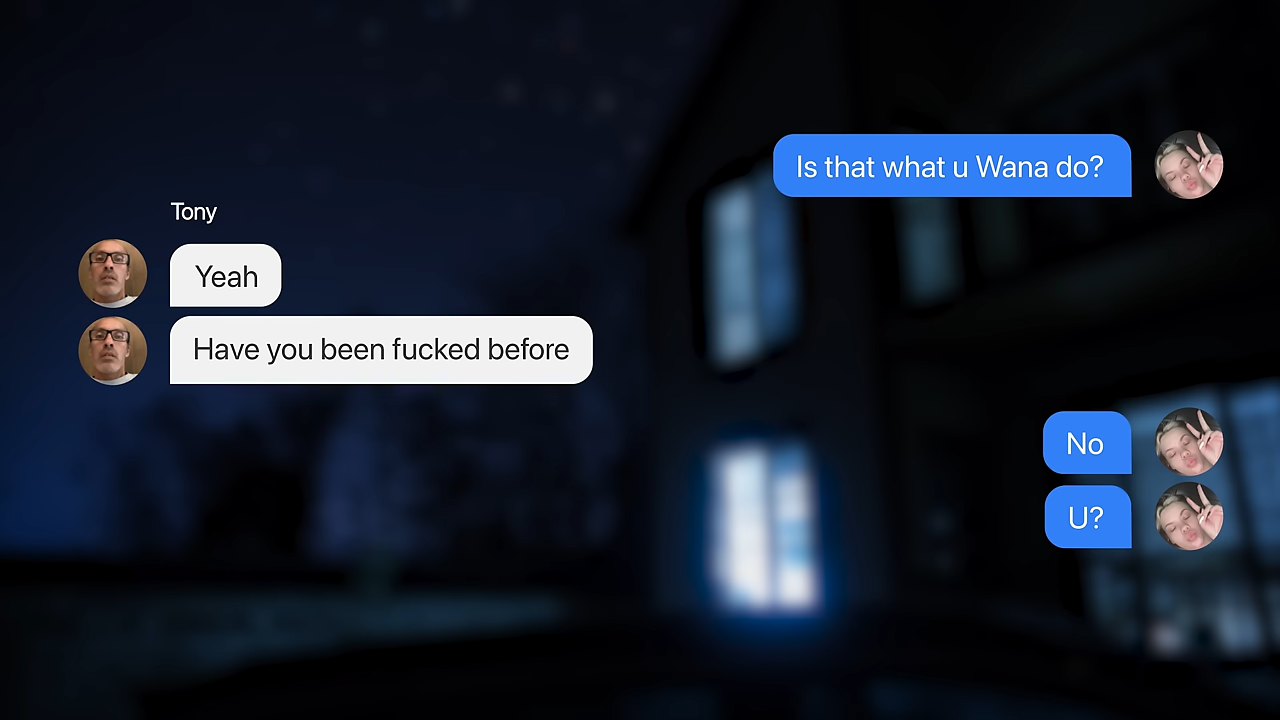 Is that what u Wana do?
Tony
Yeah
Have you been fucked before
No
U?